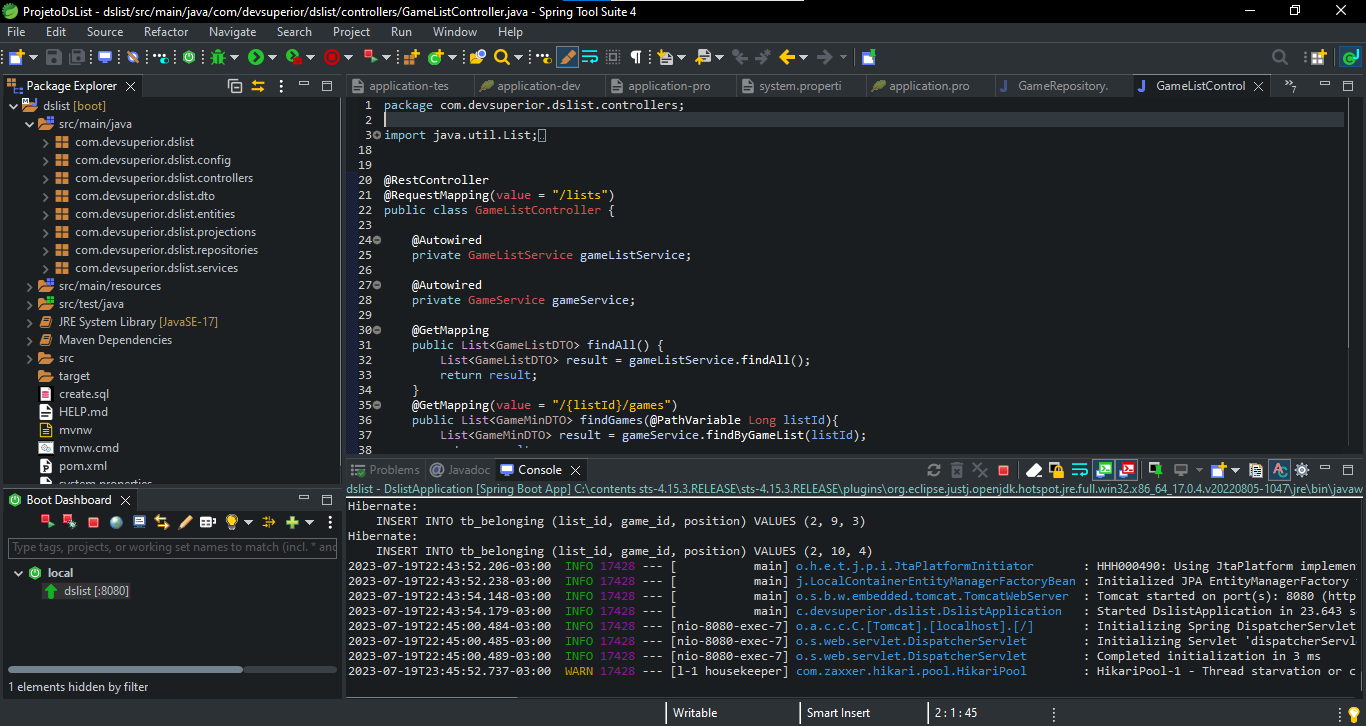 ProjetoDsList - dslist/src/main/java/com/devsuperior/dslist/controllers/GameListController.java - Spring Tool Suite 4
File Edit Source Refactor Navigate Search Project Run Window Help
Package Explorer
dslist [boot]
src/main/java
com.devsuperior.dslist
com.devsuperior.dslist.config
com.devsuperior.dslist.controllers
com.devsuperior.dslist.dto
com.devsuperior.dslist.entities
com.devsuperior.dslist.projections
com.devsuperior.dslist.repositories
com.devsuperior.dslist.services
src/main/resources
src/test/java
JRE System Library [JavaSE-17]
Maven Dependencies
src
target
create.sql
HELP.md
mvnw
mvnw.cmd
pom.xml
system.properties
Boot Dashboard
Type tags, projects, or working set names to match (incl. * and
local
dslist [:8080]
1 elements hidden by filter
application-tes application-dev application-pro system.properti application.pro GameRepository. GameListControl »7
1 package com.devsuperior.dslist.controllers;
2
3 import java.util.List;
18
19
20 @RestController
21 @RequestMapping(value = "/lists")
22 public class GameListController {
23
24 @Autowired
25 private GameListService gameListService;
26
27 @Autowired
28 private GameService gameService;
29
30 @GetMapping
31 public List<GameListDTO> findAll() {
32 List<GameListDTO> result = gameListService.findAll();
33 return result;
34 }
35 @GetMapping(value = "/{listId}/games")
36 public List<GameMinDTO> findGames(@PathVariable Long listId){
37 List<GameMinDTO> result = gameService.findByGameList(listId);
38
Problems Javadoc Console
dslist - DslistApplication [Spring Boot App] C:\contents sts-4.15.3.RELEASE\sts-4.15.3.RELEASE\plugins\org.eclipse.justj.openjdk.hotspot.jre.full.win32.x86_64_17.0.4.v20220805-1047\jre\bin\javaw
Hibernate:
INSERT INTO tb_belonging (list_id, game_id, position) VALUES (2, 9, 3)
Hibernate:
INSERT INTO tb_belonging (list_id, game_id, position) VALUES (2, 10, 4)
2023-07-19T22:43:52.206-03:00 INFO 17428 --- [ main] o.h.e.t.j.p.i.JtaPlatformInitiator : HHH000490: Using JtaPlatform implemen
2023-07-19T22:43:52.238-03:00 INFO 17428 --- [ main] j.LocalContainerEntityManagerFactoryBean : Initialized JPA EntityManagerFactory
2023-07-19T22:43:54.148-03:00 INFO 17428 --- [ main] o.s.b.w.embedded.tomcat.TomcatWebServer : Tomcat started on port(s): 8080 (http
2023-07-19T22:43:54.179-03:00 INFO 17428 --- [ main] c.devsuperior.dslist.DslistApplication : Started DslistApplication in 23.643 s
2023-07-19T22:45:00.484-03:00 INFO 17428 --- [nio-8080-exec-7] o.a.c.c.C.[Tomcat].[localhost].[/] : Initializing Spring DispatcherServlet
2023-07-19T22:45:00.485-03:00 INFO 17428 --- [nio-8080-exec-7] o.s.web.servlet.DispatcherServlet : Initializing Servlet 'dispatcherServl
2023-07-19T22:45:00.489-03:00 INFO 17428 --- [nio-8080-exec-7] o.s.web.servlet.DispatcherServlet : Completed initialization in 3 ms
2023-07-19T23:45:52.737-03:00 WARN 17428 --- [l-1 housekeeper] com.zaxxer.hikari.pool.HikariPool : HikariPool-1 - Thread starvation or c
Writable Smart Insert 2 : 1 : 45